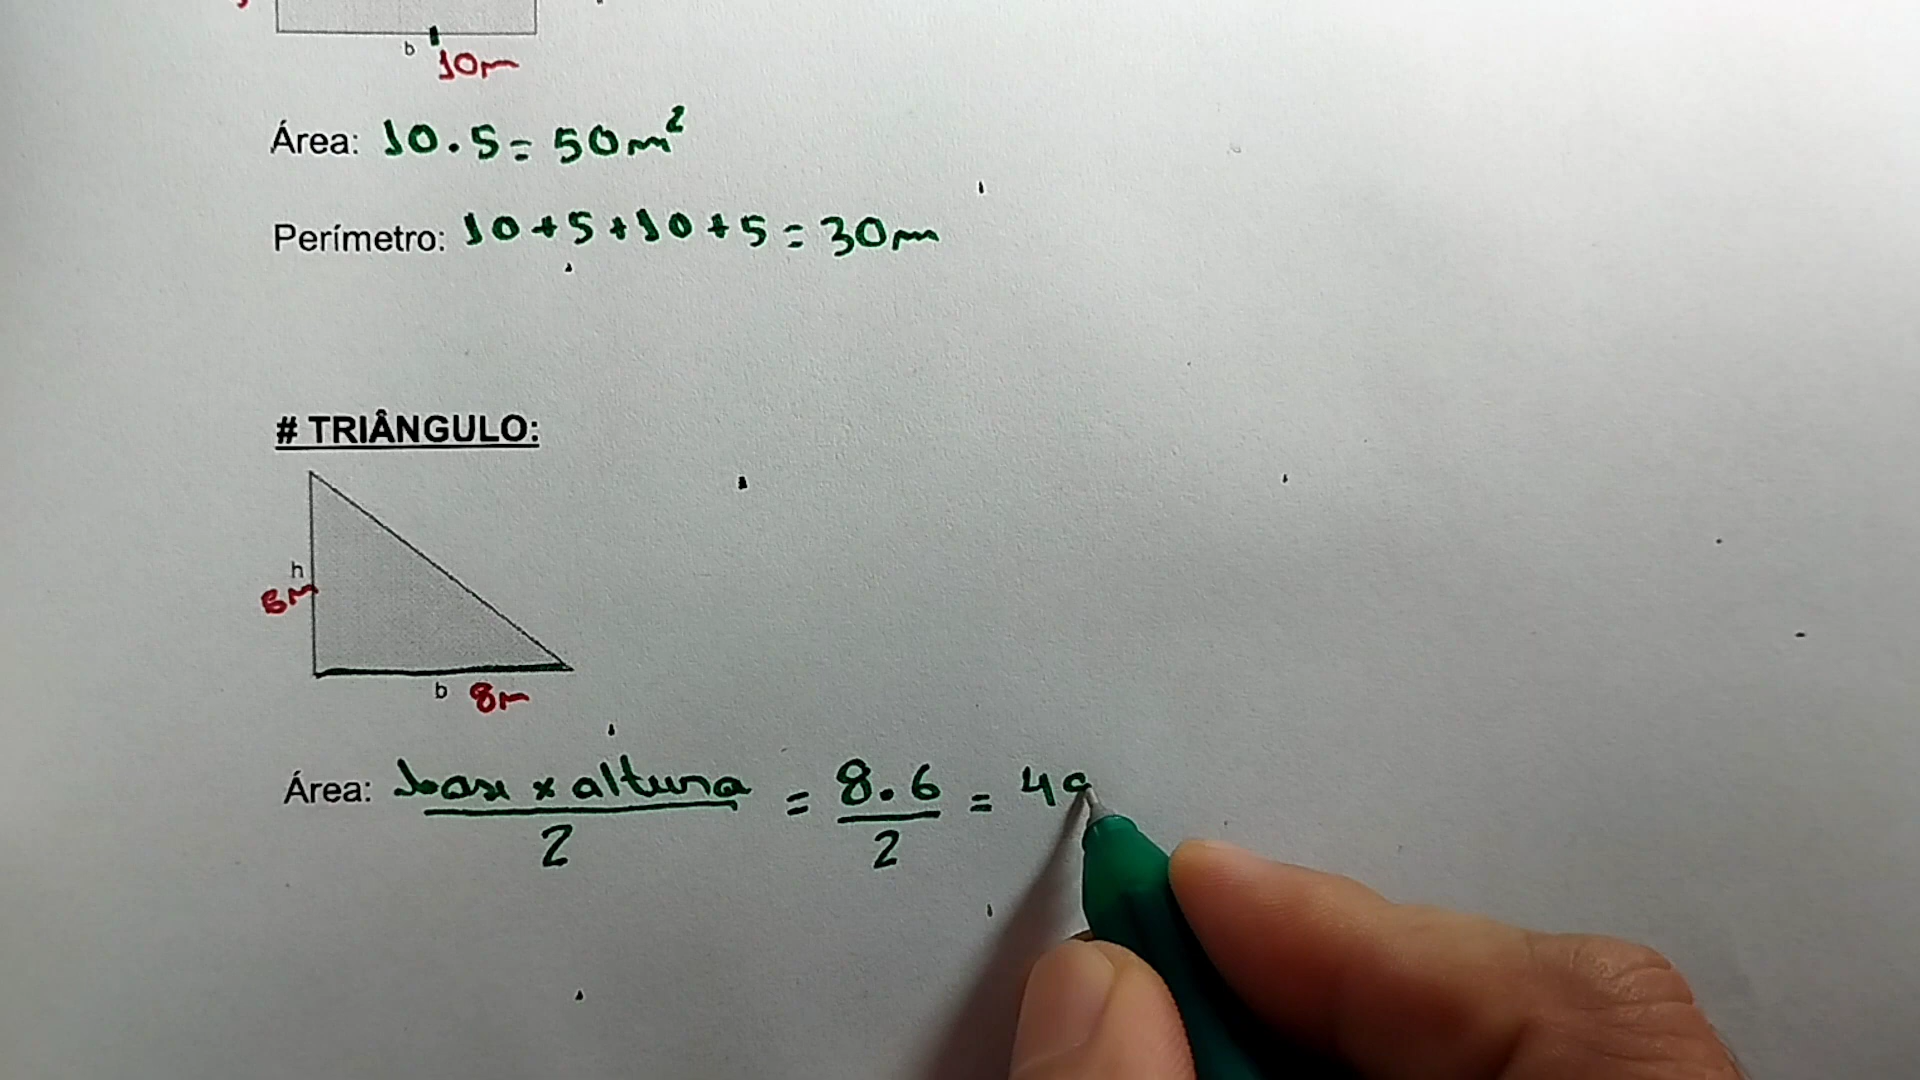 b
10m
Área: 10.5 = 50m²
Perímetro: 10+5+10+5 = 30m
# TRIÂNGULO:
h
6m
b 8m
Área: base x altura = 8.6 = 4
2 2